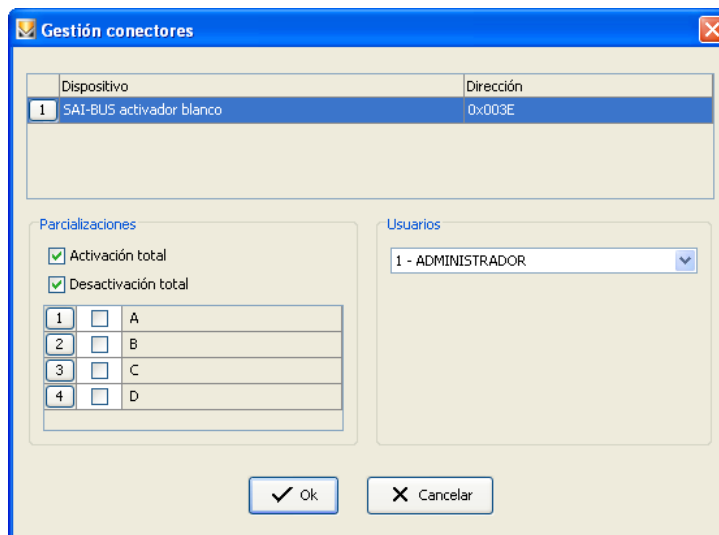 Gestión conectores
Dispositivo Dirección
1 SAI-BUS activador blanco 0x003E
Parcializaciones
Activación total
Desactivación total
1 A
2 B
3 C
4 D
Usuarios
1 - ADMINISTRADOR
Ok Cancelar